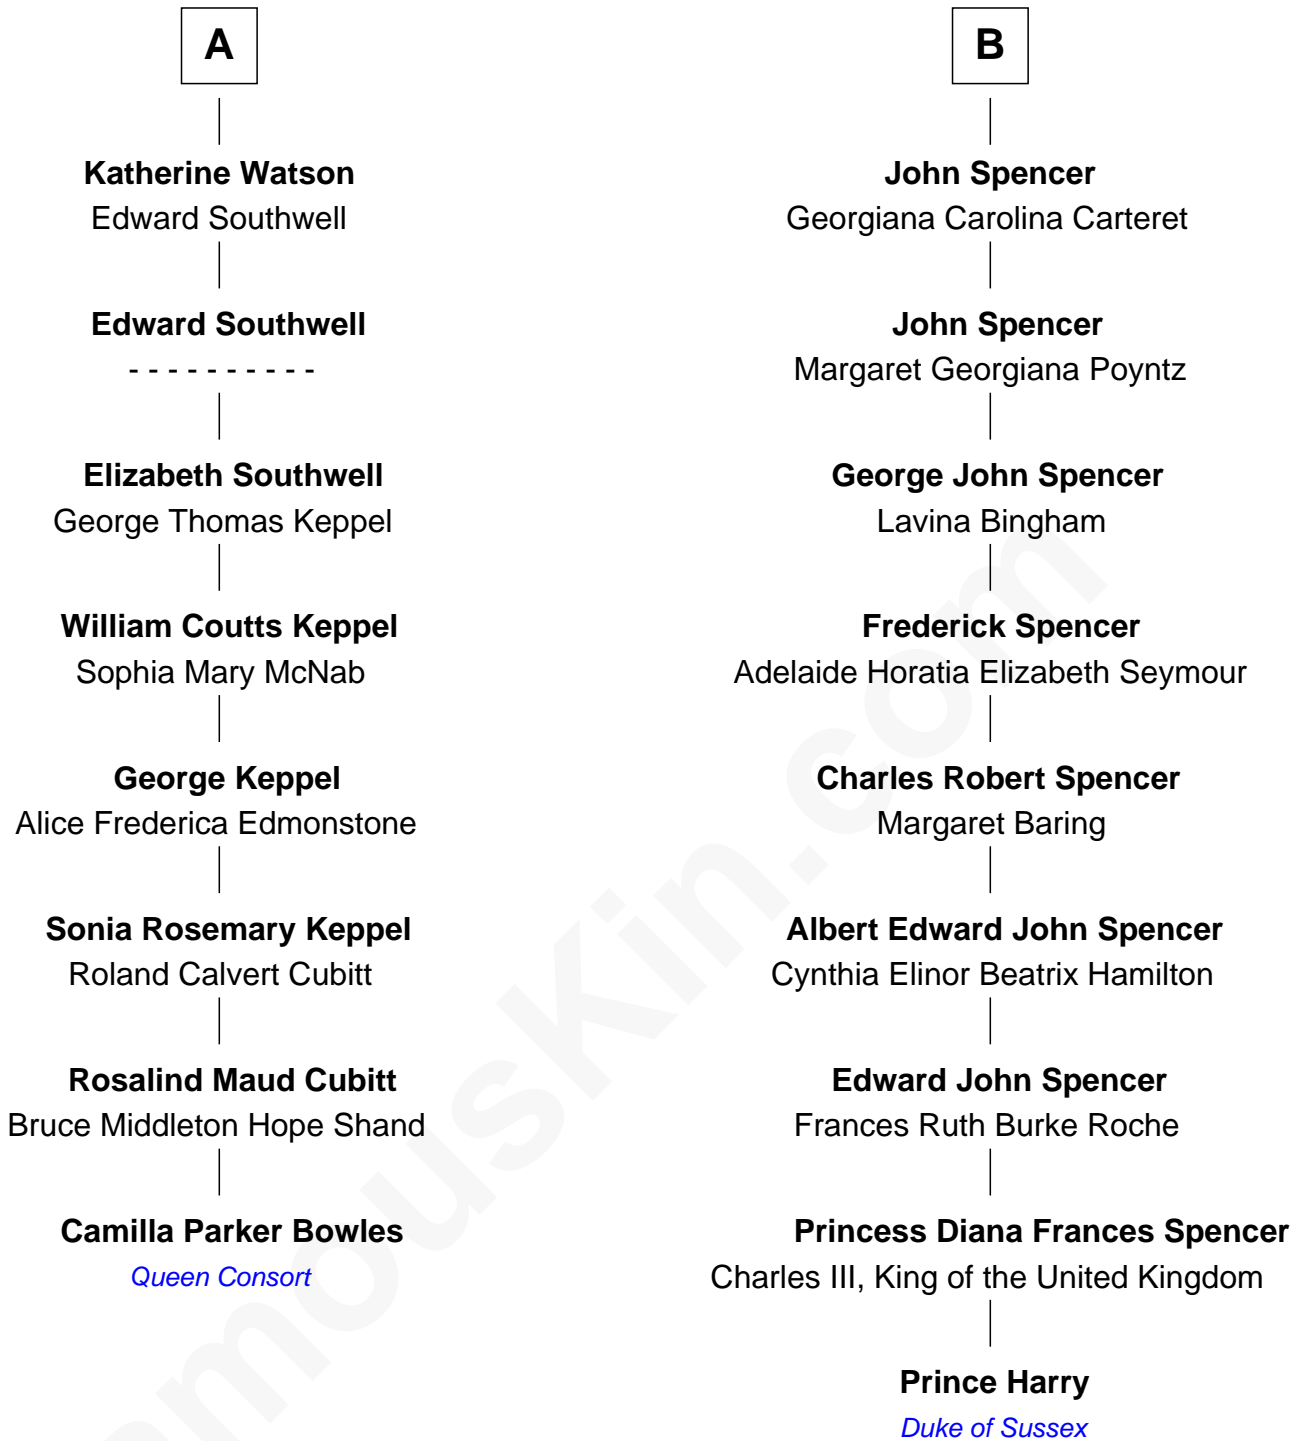 A
B
Katherine Watson
Edward Southwell
John Spencer
Georgiana Carolina Carteret
Edward Southwell
- - - - - - - - - -
John Spencer
Margaret Georgiana Poyntz
Elizabeth Southwell
George Thomas Keppel
George John Spencer
Lavina Bingham
William Coutts Keppel
Sophia Mary McNab
Frederick Spencer
Adelaide Horatia Elizabeth Seymour
George Keppel
Alice Frederica Edmonstone
Charles Robert Spencer
Margaret Baring
Sonia Rosemary Keppel
Roland Calvert Cubitt
Albert Edward John Spencer
Cynthia Elinor Beatrix Hamilton
Rosalind Maud Cubitt
Bruce Middleton Hope Shand
Edward John Spencer
Frances Ruth Burke Roche
Camilla Parker Bowles
Queen Consort
Princess Diana Frances Spencer
Charles III, King of the United Kingdom
Prince Harry
Duke of Sussex
amousKin.com